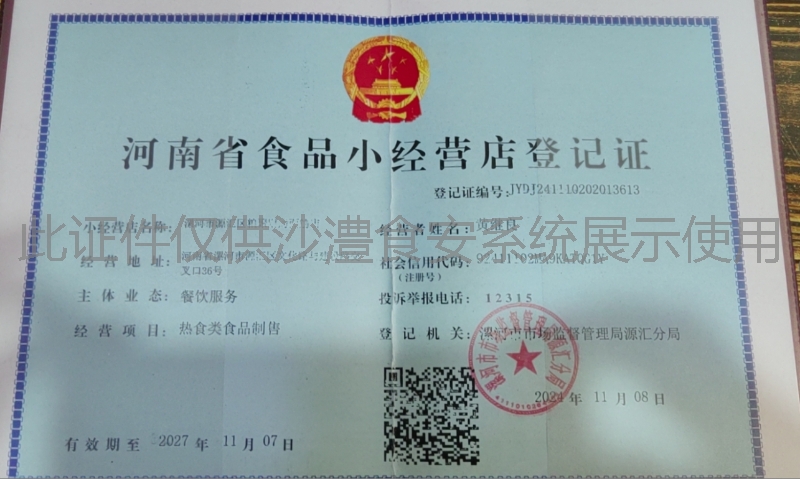 河南省食品小经营店登记证
登记证编号：JYDJ24111020202013613
小经营店名称：
经营者姓名：
此证件仅供沙澧食安系统展示使用
经营地址：
叉口36号
社会信用代码：
（注册号）
主体业态：餐饮服务
投诉举报电话：12315
经营项目：热食类食品制售
登记机关：漯河市市场监督管理局源汇分局
2024年11月08日
有效期至 2027年11月07日